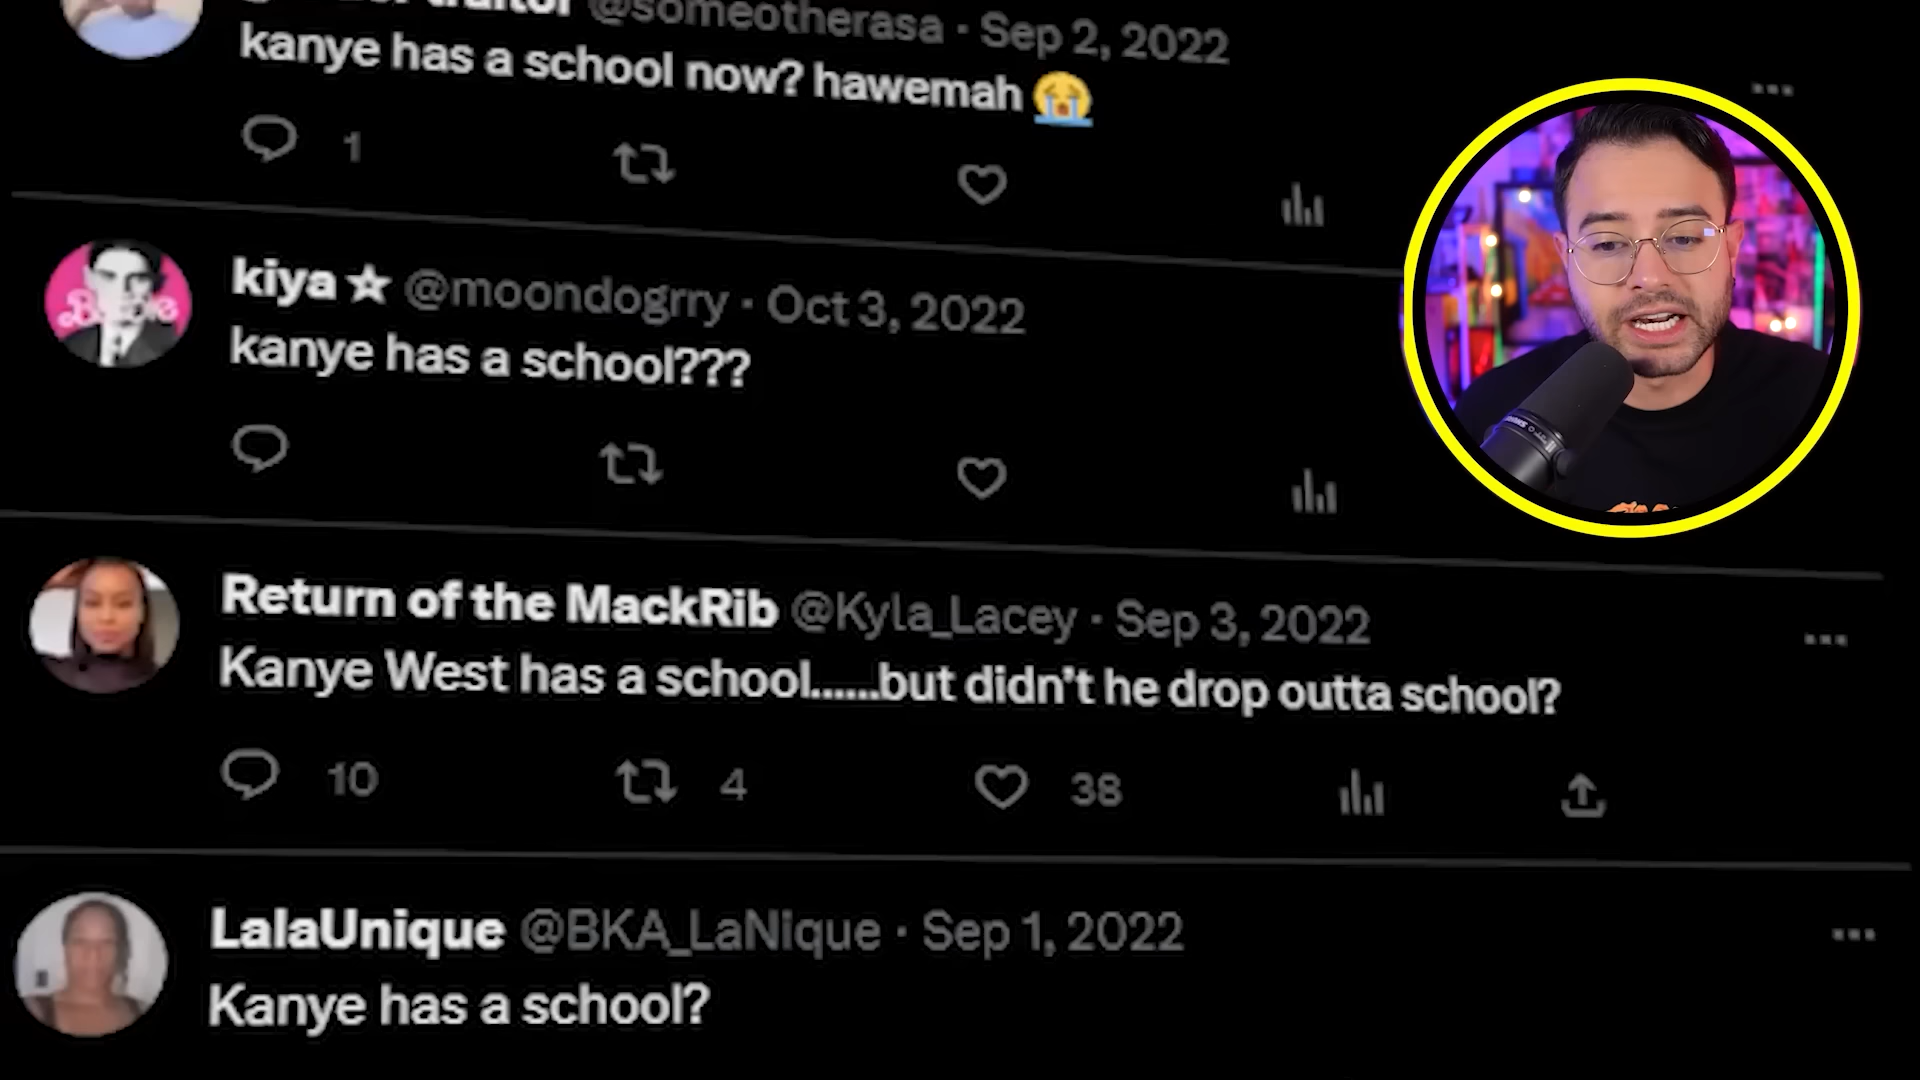 traitor @someotherasa · Sep 2, 2022
kanye has a school now? hawemah 😭
1
kiya ☆ @moondogrry · Oct 3, 2022
Barbie
kanye has a school???
Return of the MackRib @Kyla_Lacey · Sep 3, 2022
Kanye West has a school......but didn't he drop outta school?
10 4 38
LalaUnique @BKA_LaNique · Sep 1, 2022
Kanye has a school?